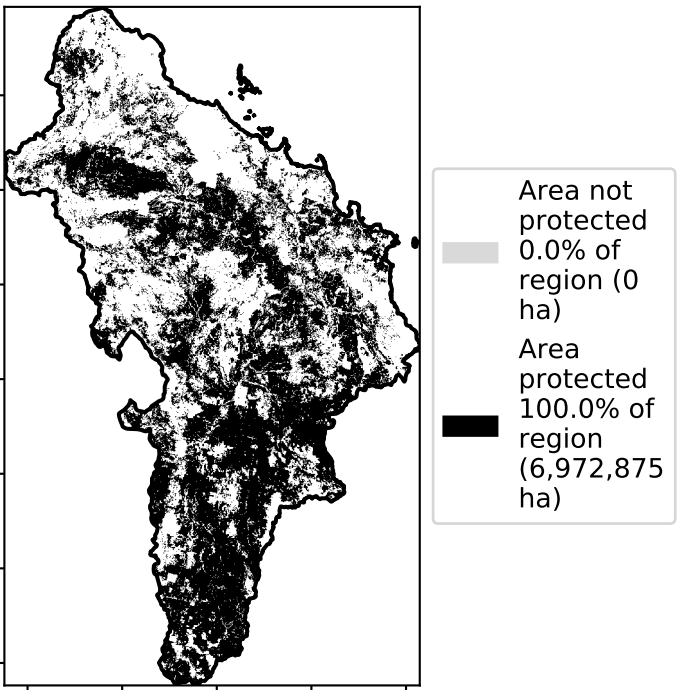 Area not
protected
0.0% of
region (0
ha)
Area
protected
100.0% of
region
(6,972,875
ha)